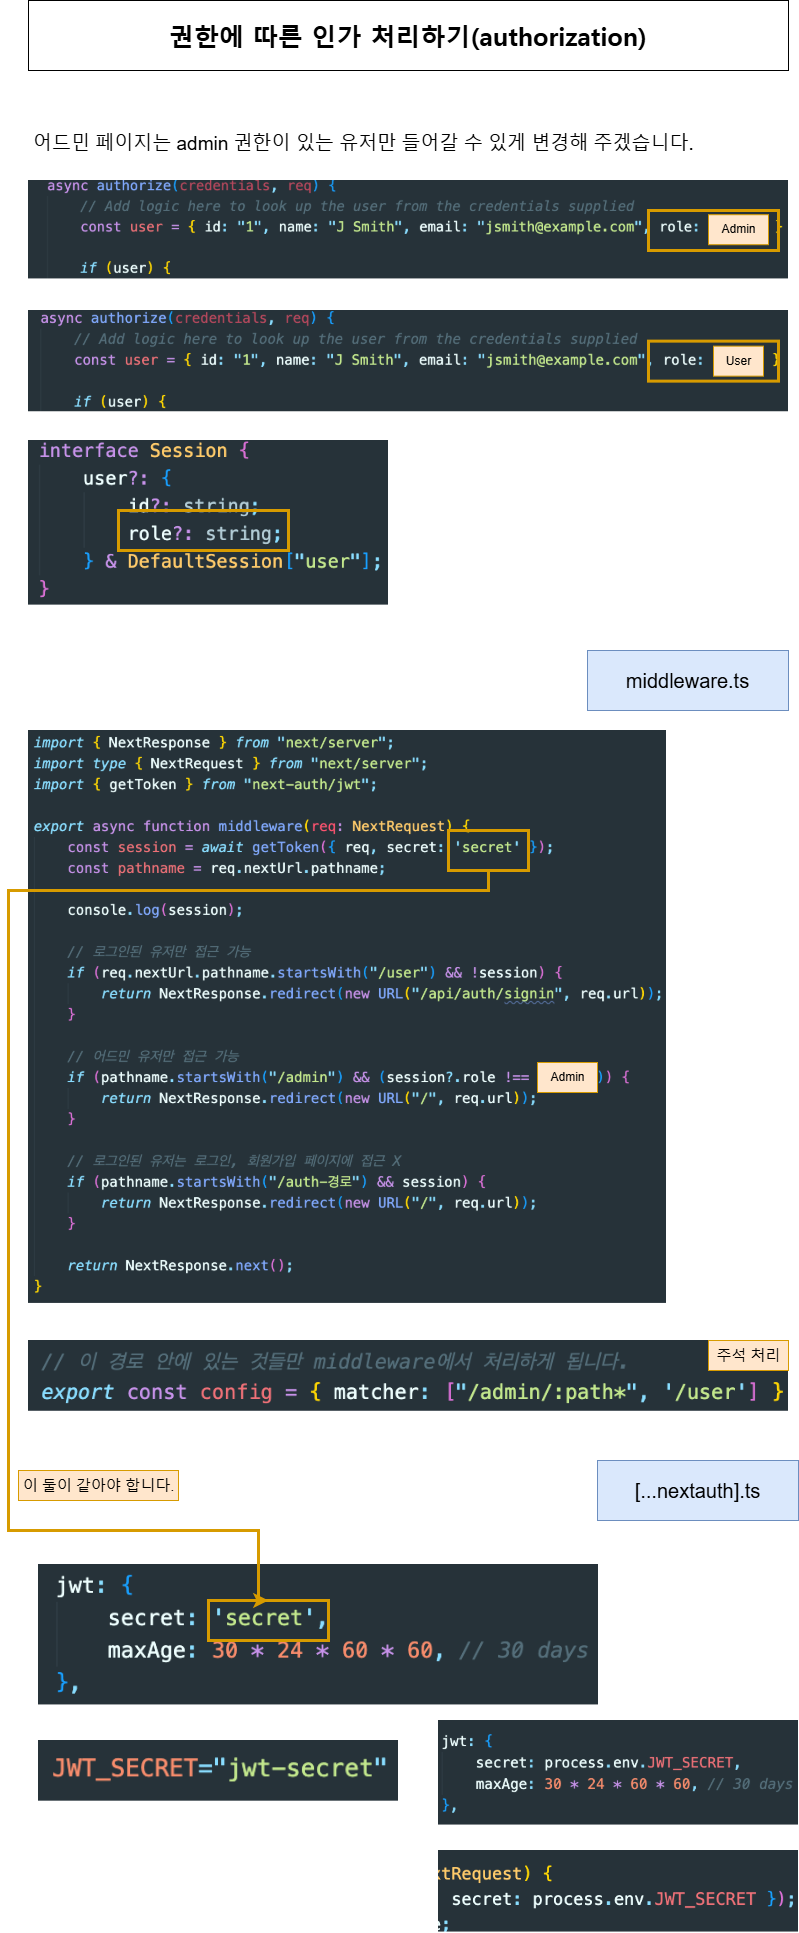 권한에 따른 인가 처리하기(authorization)
어드민 페이지는 admin 권한이 있는 유저만 들어갈 수 있게 변경해 주겠습니다.
async authorize(credentials, req) {
// Add logic here to look up the user from the credentials supplied
const user = { id: "1", name: "J Smith", email: "jsmith@example.com", role: Admin }
if (user) {
async authorize(credentials, req) {
// Add logic here to look up the user from the credentials supplied
const user = { id: "1", name: "J Smith", email: "jsmith@example.com", role: User }
if (user) {
interface Session {
user?: {
id?: string;
role?: string;
} & DefaultSession["user"];
}
middleware.ts
import { NextResponse } from "next/server";
import type { NextRequest } from "next/server";
import { getToken } from "next-auth/jwt";
export async function middleware(req: NextRequest) {
const session = await getToken({ req, secret: 'secret' });
const pathname = req.nextUrl.pathname;
console.log(session);
// 로그인된 유저만 접근 가능
if (req.nextUrl.pathname.startsWith("/user") && !session) {
return NextResponse.redirect(new URL("/api/auth/signin", req.url));
}
// 어드민 유저만 접근 가능
if (pathname.startsWith("/admin") && (session?.role !== Admin)) {
return NextResponse.redirect(new URL("/", req.url));
}
// 로그인된 유저는 로그인, 회원가입 페이지에 접근 X
if (pathname.startsWith("/auth-경로") && session) {
return NextResponse.redirect(new URL("/", req.url));
}
return NextResponse.next();
}
주석 처리
// 이 경로 안에 있는 것들만 middleware에서 처리하게 됩니다.
export const config = { matcher: ["/admin/:path*", '/user'] }
이 둘이 같아야 합니다.
[...nextauth].ts
jwt: {
secret: 'secret',
maxAge: 30 * 24 * 60 * 60, // 30 days
},
JWT_SECRET="jwt-secret"
jwt: {
secret: process.env.JWT_SECRET,
maxAge: 30 * 24 * 60 * 60, // 30 days
},
tRequest) {
secret: process.env.JWT_SECRET });
;